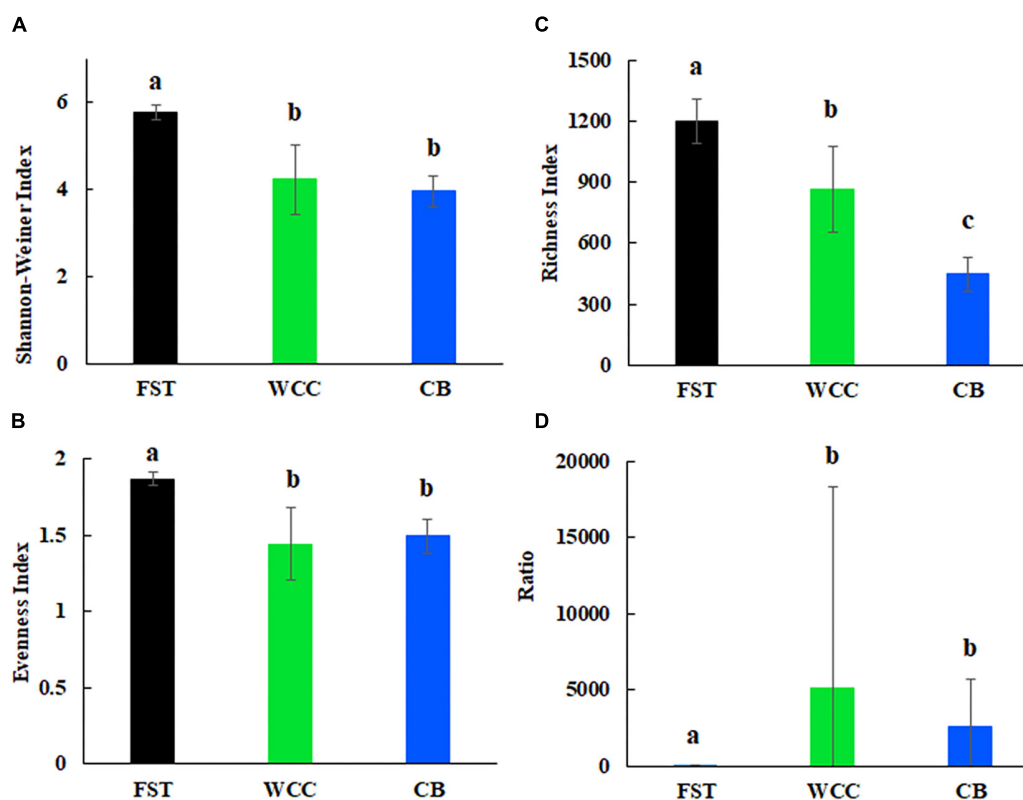 A
Shannon-Weiner Index
6
4
2
0
a
b
b
FST WCC CB
B
Evenness Index
2
1.5
1
0.5
0
a
b
b
FST WCC CB
C
Richness Index
1500
1200
900
600
300
0
a
b
c
FST WCC CB
D
Ratio
20000
15000
10000
5000
0
a
b
b
FST WCC CB